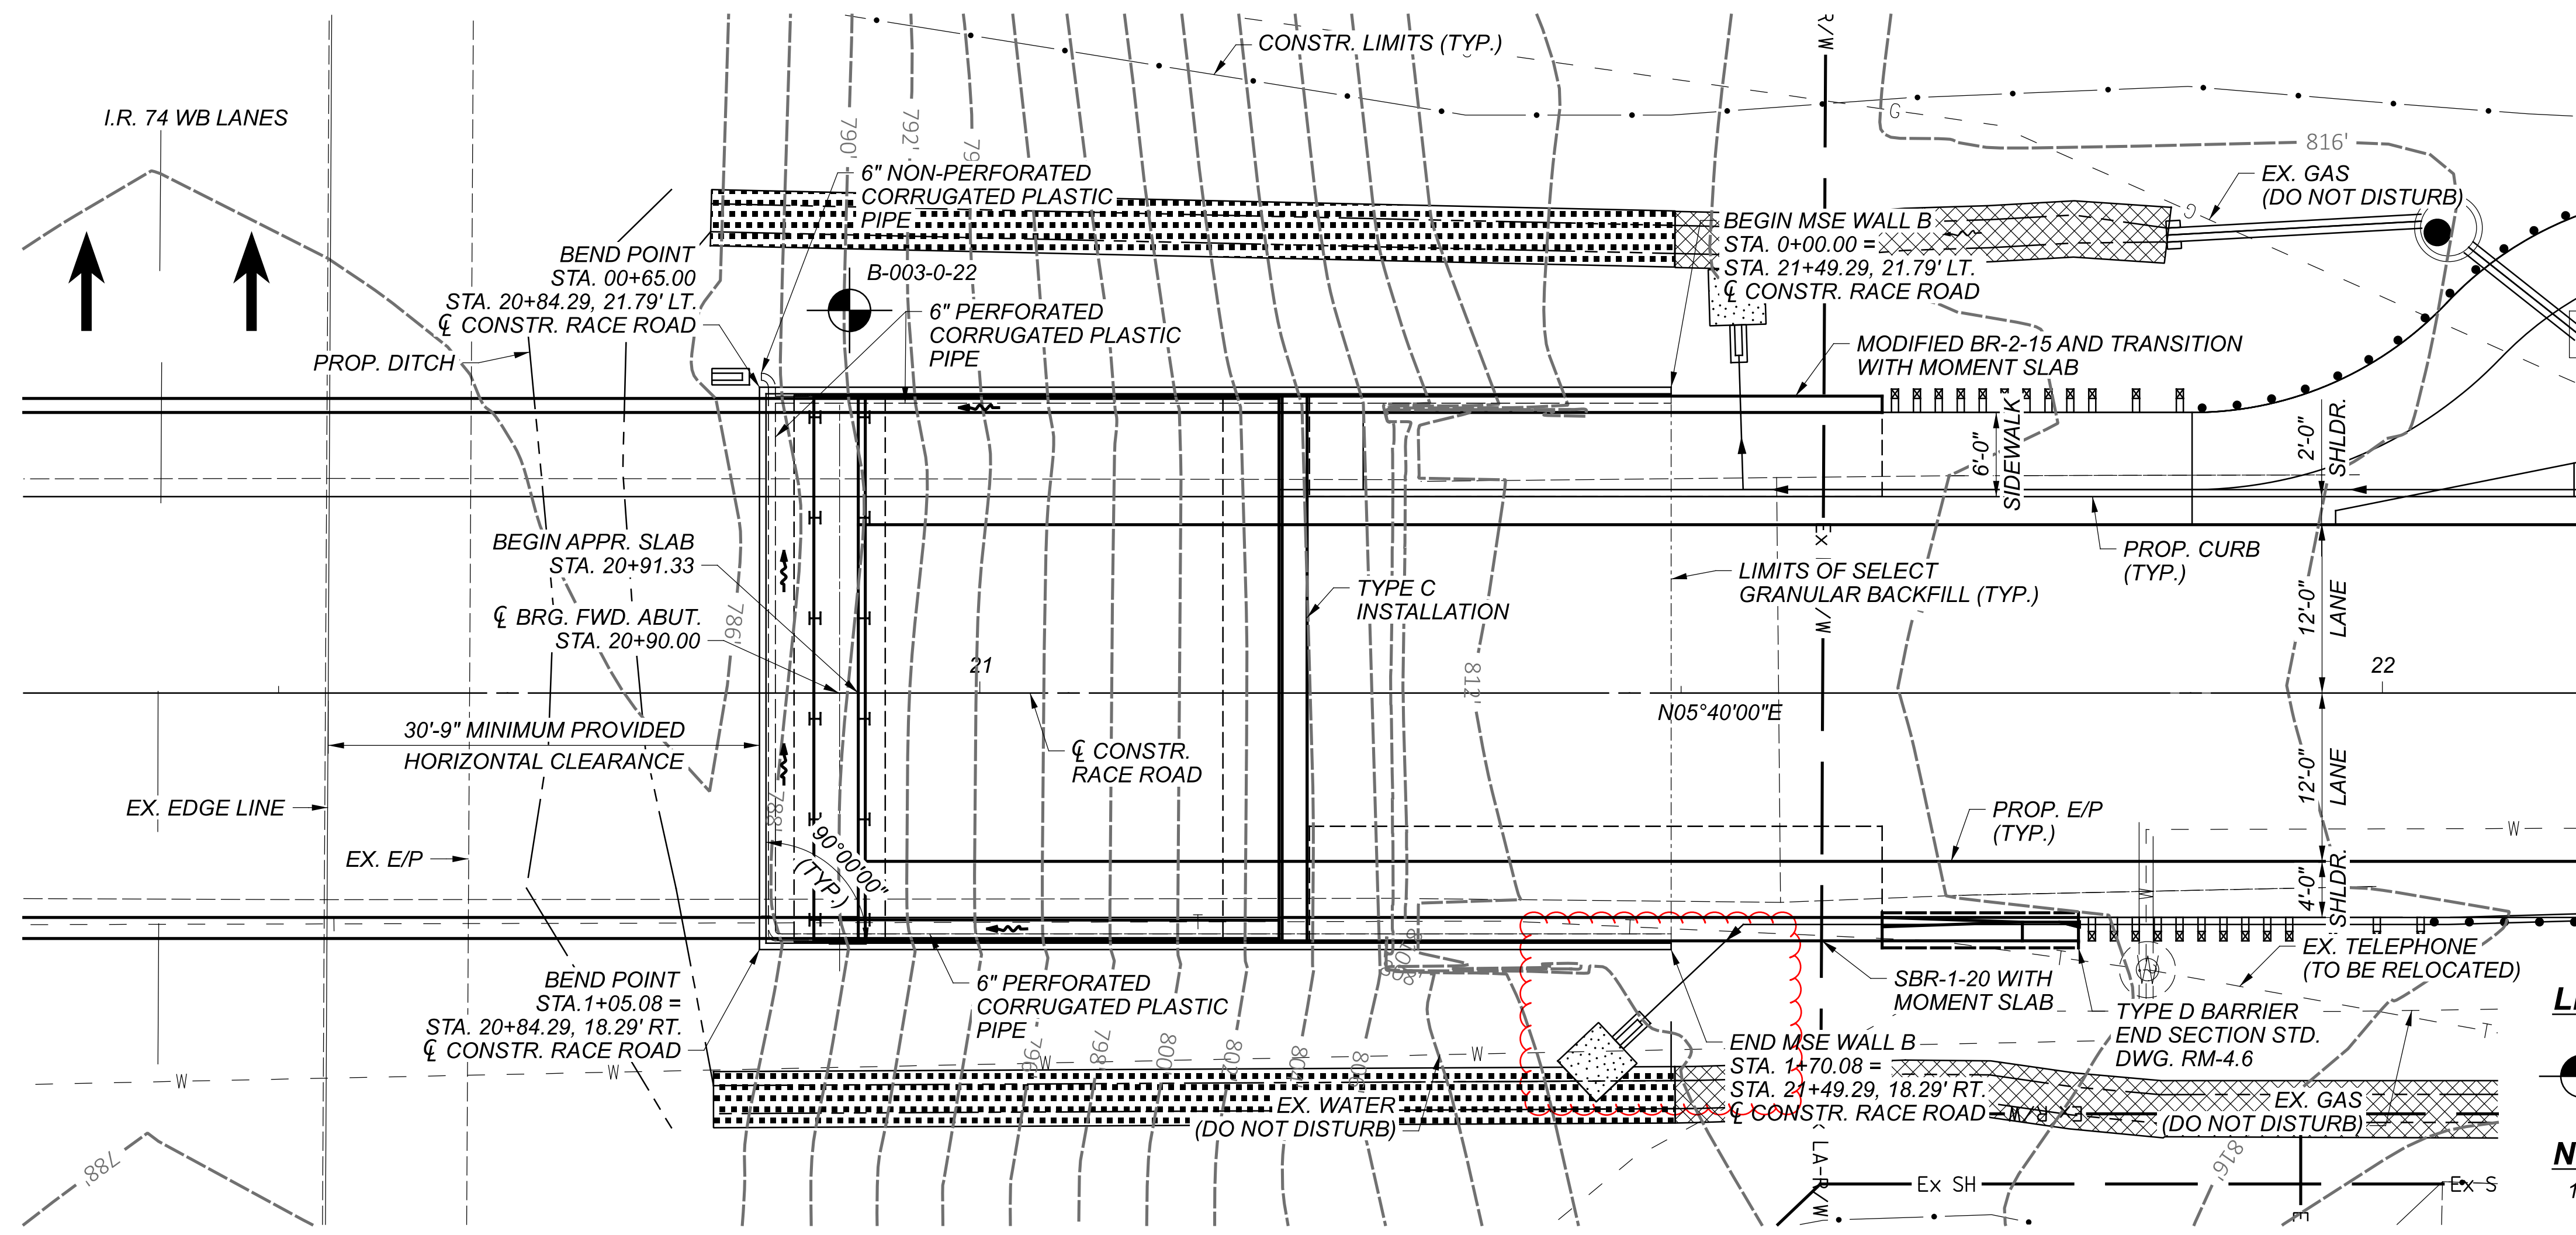 CONSTR. LIMITS (TYP.)
R/W
I.R. 74 WB LANES
790'
792'
G
816'
6" NON-PERFORATED
CORRUGATED PLASTIC
PIPE
EX. GAS
(DO NOT DISTURB)
G
BEGIN MSE WALL B
STA. 0+00.00 =
STA. 21+49.29, 21.79' LT.
℄ CONSTR. RACE ROAD
BEND POINT
STA. 00+65.00
STA. 20+84.29, 21.79' LT.
℄ CONSTR. RACE ROAD
B-003-0-22
6" PERFORATED
CORRUGATED PLASTIC
PIPE
PROP. DITCH
MODIFIED BR-2-15 AND TRANSITION
WITH MOMENT SLAB
6'-0"
SIDEWALK
2'-0"
SHLDR.
BEGIN APPR. SLAB
STA. 20+91.33
PROP. CURB
(TYP.)
LIMITS OF SELECT
GRANULAR BACKFILL (TYP.)
TYPE C
INSTALLATION
Ex
R/W
12'-0"
LANE
786'
℄ BRG. FWD. ABUT.
STA. 20+90.00
21
22
812'
N05°40'00"E
30'-9" MINIMUM PROVIDED
HORIZONTAL CLEARANCE
℄ CONSTR.
RACE ROAD
12'-0"
LANE
EX. EDGE LINE
788'
PROP. E/P
(TYP.)
W
EX. E/P
90°00'00"
(TYP.)
4'-0"
SHLDR.
W
T
T
EX. TELEPHONE
(TO BE RELOCATED)
BEND POINT
STA.1+05.08 =
STA. 20+84.29, 18.29' RT.
℄ CONSTR. RACE ROAD
6" PERFORATED
CORRUGATED PLASTIC
PIPE
SBR-1-20 WITH
MOMENT SLAB
TYPE D BARRIER
END SECTION STD.
DWG. RM-4.6
T
END MSE WALL B
STA. 1+70.08 =
STA. 21+49.29, 18.29' RT.
℄ CONSTR. RACE ROAD
796'
798'
800'
802'
804'
806'
W
W
W
W
EX. WATER
(DO NOT DISTURB)
EX. GAS
(DO NOT DISTURB)
788'
816'
LA-R/W
Ex SH
Ex S